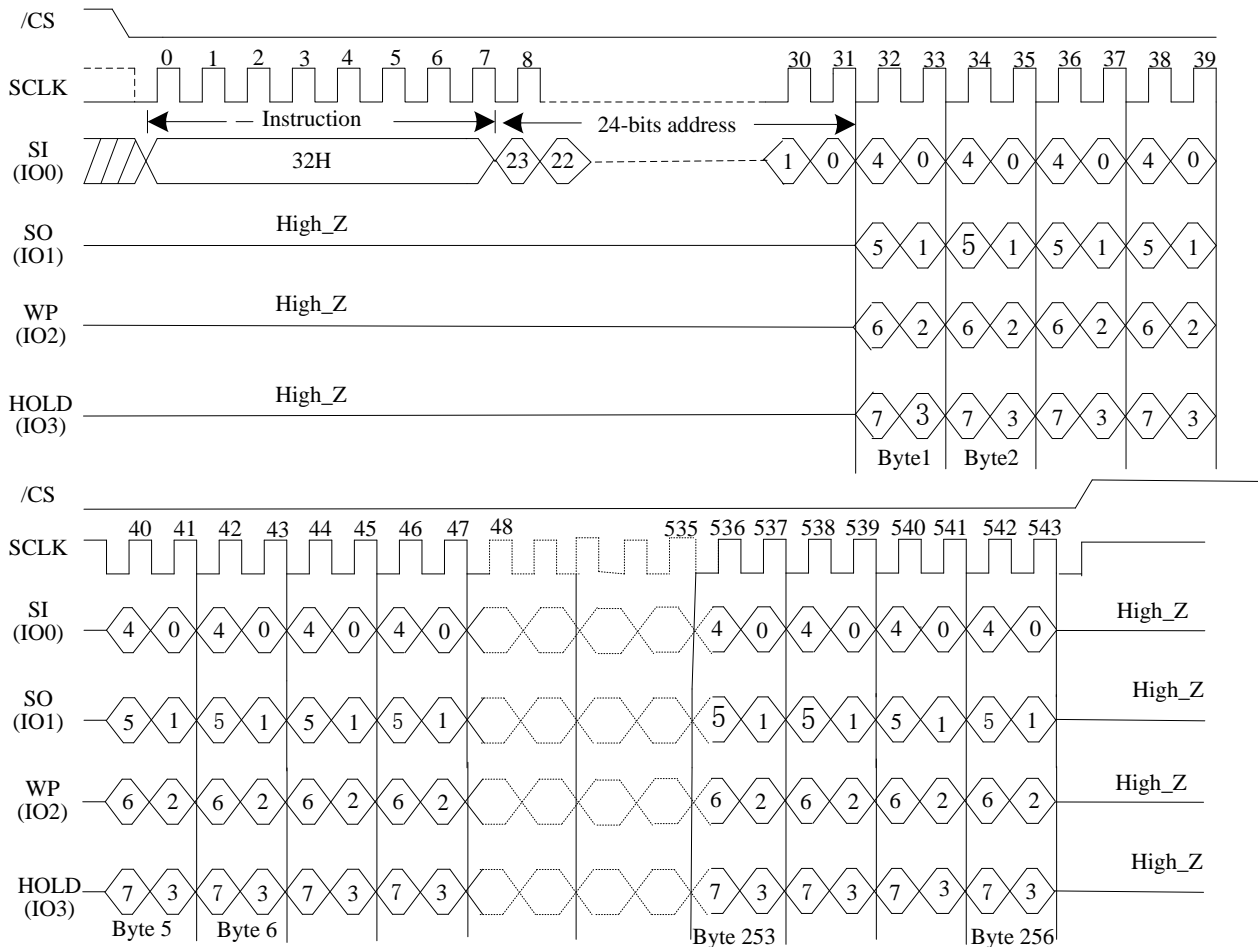 /CS
0 1 2 3 4 5 6 7 8 30 31 32 33 34 35 36 37 38 39
SCLK
Instruction 24-bits address
SI
(IO0)
32H 23 22 1 0 4 0 4 0 4 0 4 0
SO
(IO1)
High_Z 5 1 5 1 5 1 5 1
WP
(IO2)
High_Z 6 2 6 2 6 2 6 2
HOLD
(IO3)
High_Z 7 3 7 3 7 3 7 3
Byte1 Byte2
/CS
40 41 42 43 44 45 46 47 48 535 536 537 538 539 540 541 542 543
SCLK
SI
(IO0)
4 0 4 0 4 0 4 0 4 0 4 0 4 0 4 0 High_Z
SO
(IO1)
5 1 5 1 5 1 5 1 5 1 5 1 5 1 5 1 High_Z
WP
(IO2)
6 2 6 2 6 2 6 2 6 2 6 2 6 2 6 2 High_Z
HOLD
(IO3)
7 3 7 3 7 3 7 3 7 3 7 3 7 3 7 3 High_Z
Byte 5 Byte 6 Byte 253 Byte 256